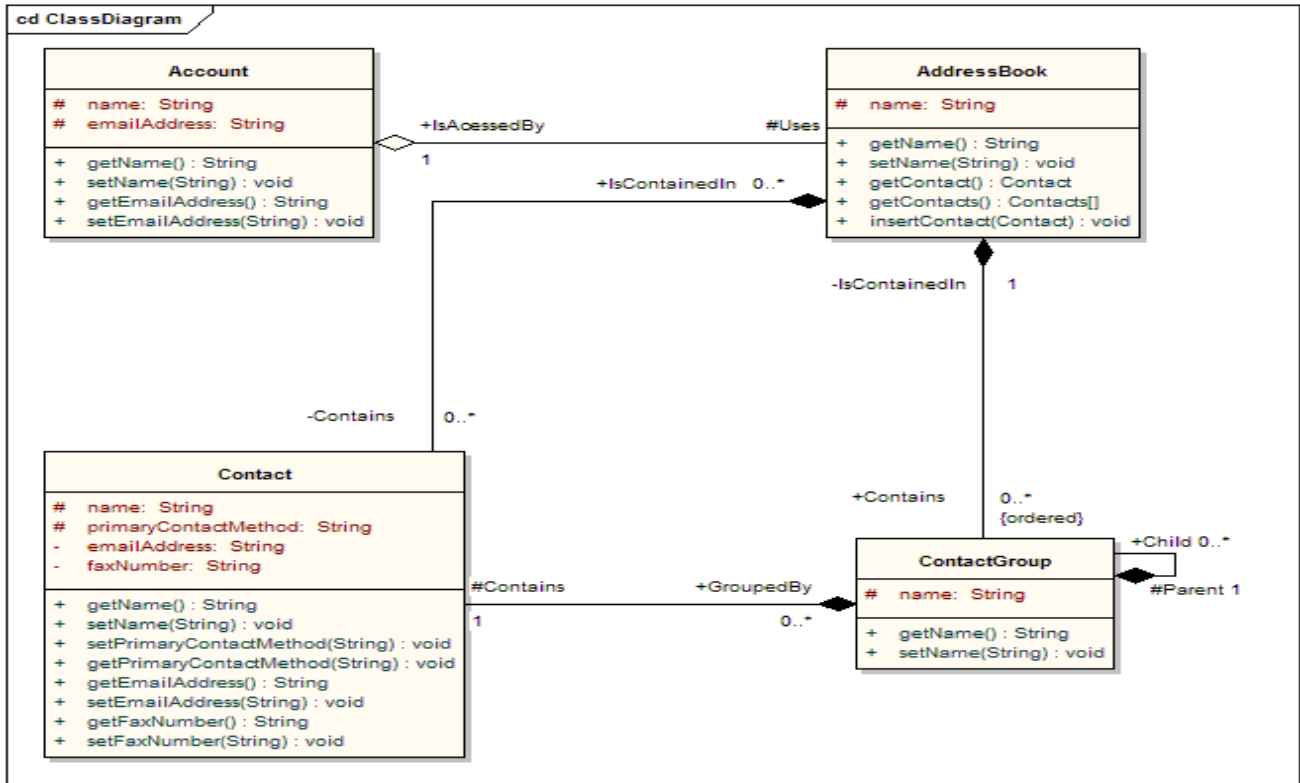 cd ClassDiagram
Account
# name: String
# emailAddress: String
+ getName() : String
+ setName(String) : void
+ getEmailAddress() : String
+ setEmailAddress(String) : void
+IsAcessedBy
1
#Uses
AddressBook
# name: String
+ getName() : String
+ setName(String) : void
+ getContact() : Contact
+ getContacts() : Contacts[]
+ insertContact(Contact) : void
+IsContainedIn 0..*
-IsContainedIn 1
-Contains 0..*
+Contains 0..*
{ordered}
Contact
# name: String
# primaryContactMethod: String
- emailAddress: String
- faxNumber: String
+ getName() : String
+ setName(String) : void
+ setPrimaryContactMethod(String) : void
+ getPrimaryContactMethod(String) : void
+ getEmailAddress() : String
+ setEmailAddress(String) : void
+ getFaxNumber() : String
+ setFaxNumber(String) : void
#Contains
1
+GroupedBy
0..*
ContactGroup
# name: String
+ getName() : String
+ setName(String) : void
+Child 0..*
#Parent 1